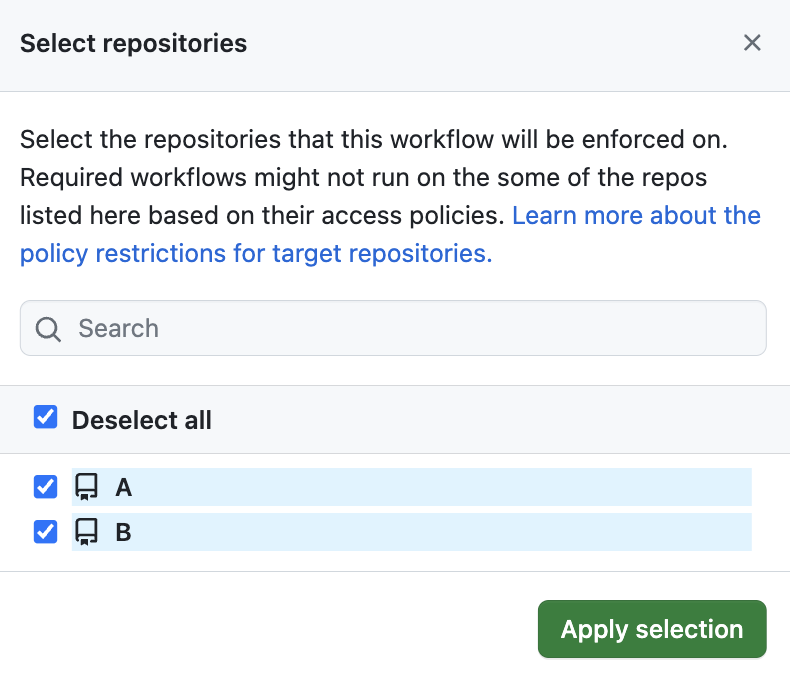 Select repositories
Select the repositories that this workflow will be enforced on.
Required workflows might not run on the some of the repos
listed here based on their access policies. Learn more about the
policy restrictions for target repositories.
Search
Deselect all
A
B
Apply selection